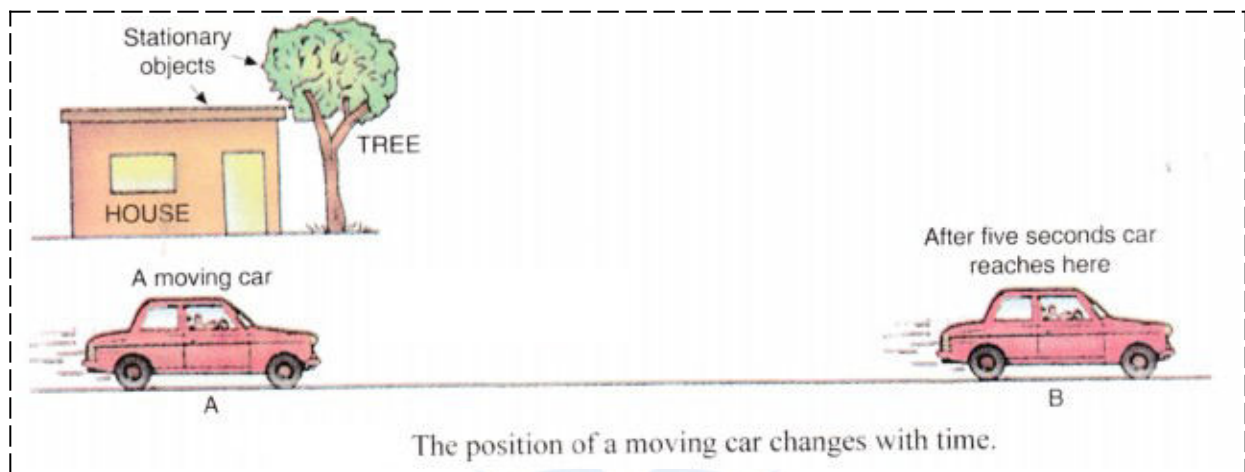 Stationary
objects
TREE
HOUSE
A moving car
After five seconds car
reaches here
A
B
The position of a moving car changes with time.